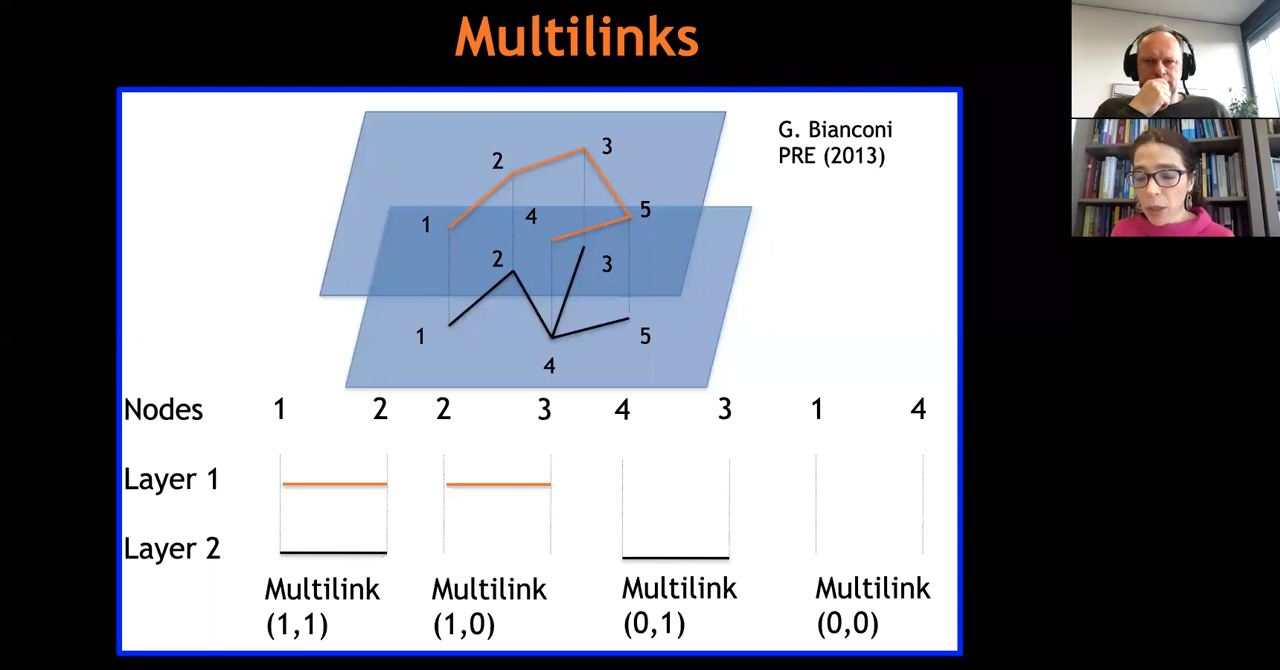 Multilinks
G. Bianconi
PRE (2013)
2
3
1
4
5
2
3
1
5
4
Nodes 1 2 2 3 4 3 1 4
Layer 1
Layer 2
Multilink Multilink Multilink Multilink
(1,1) (1,0) (0,1) (0,0)